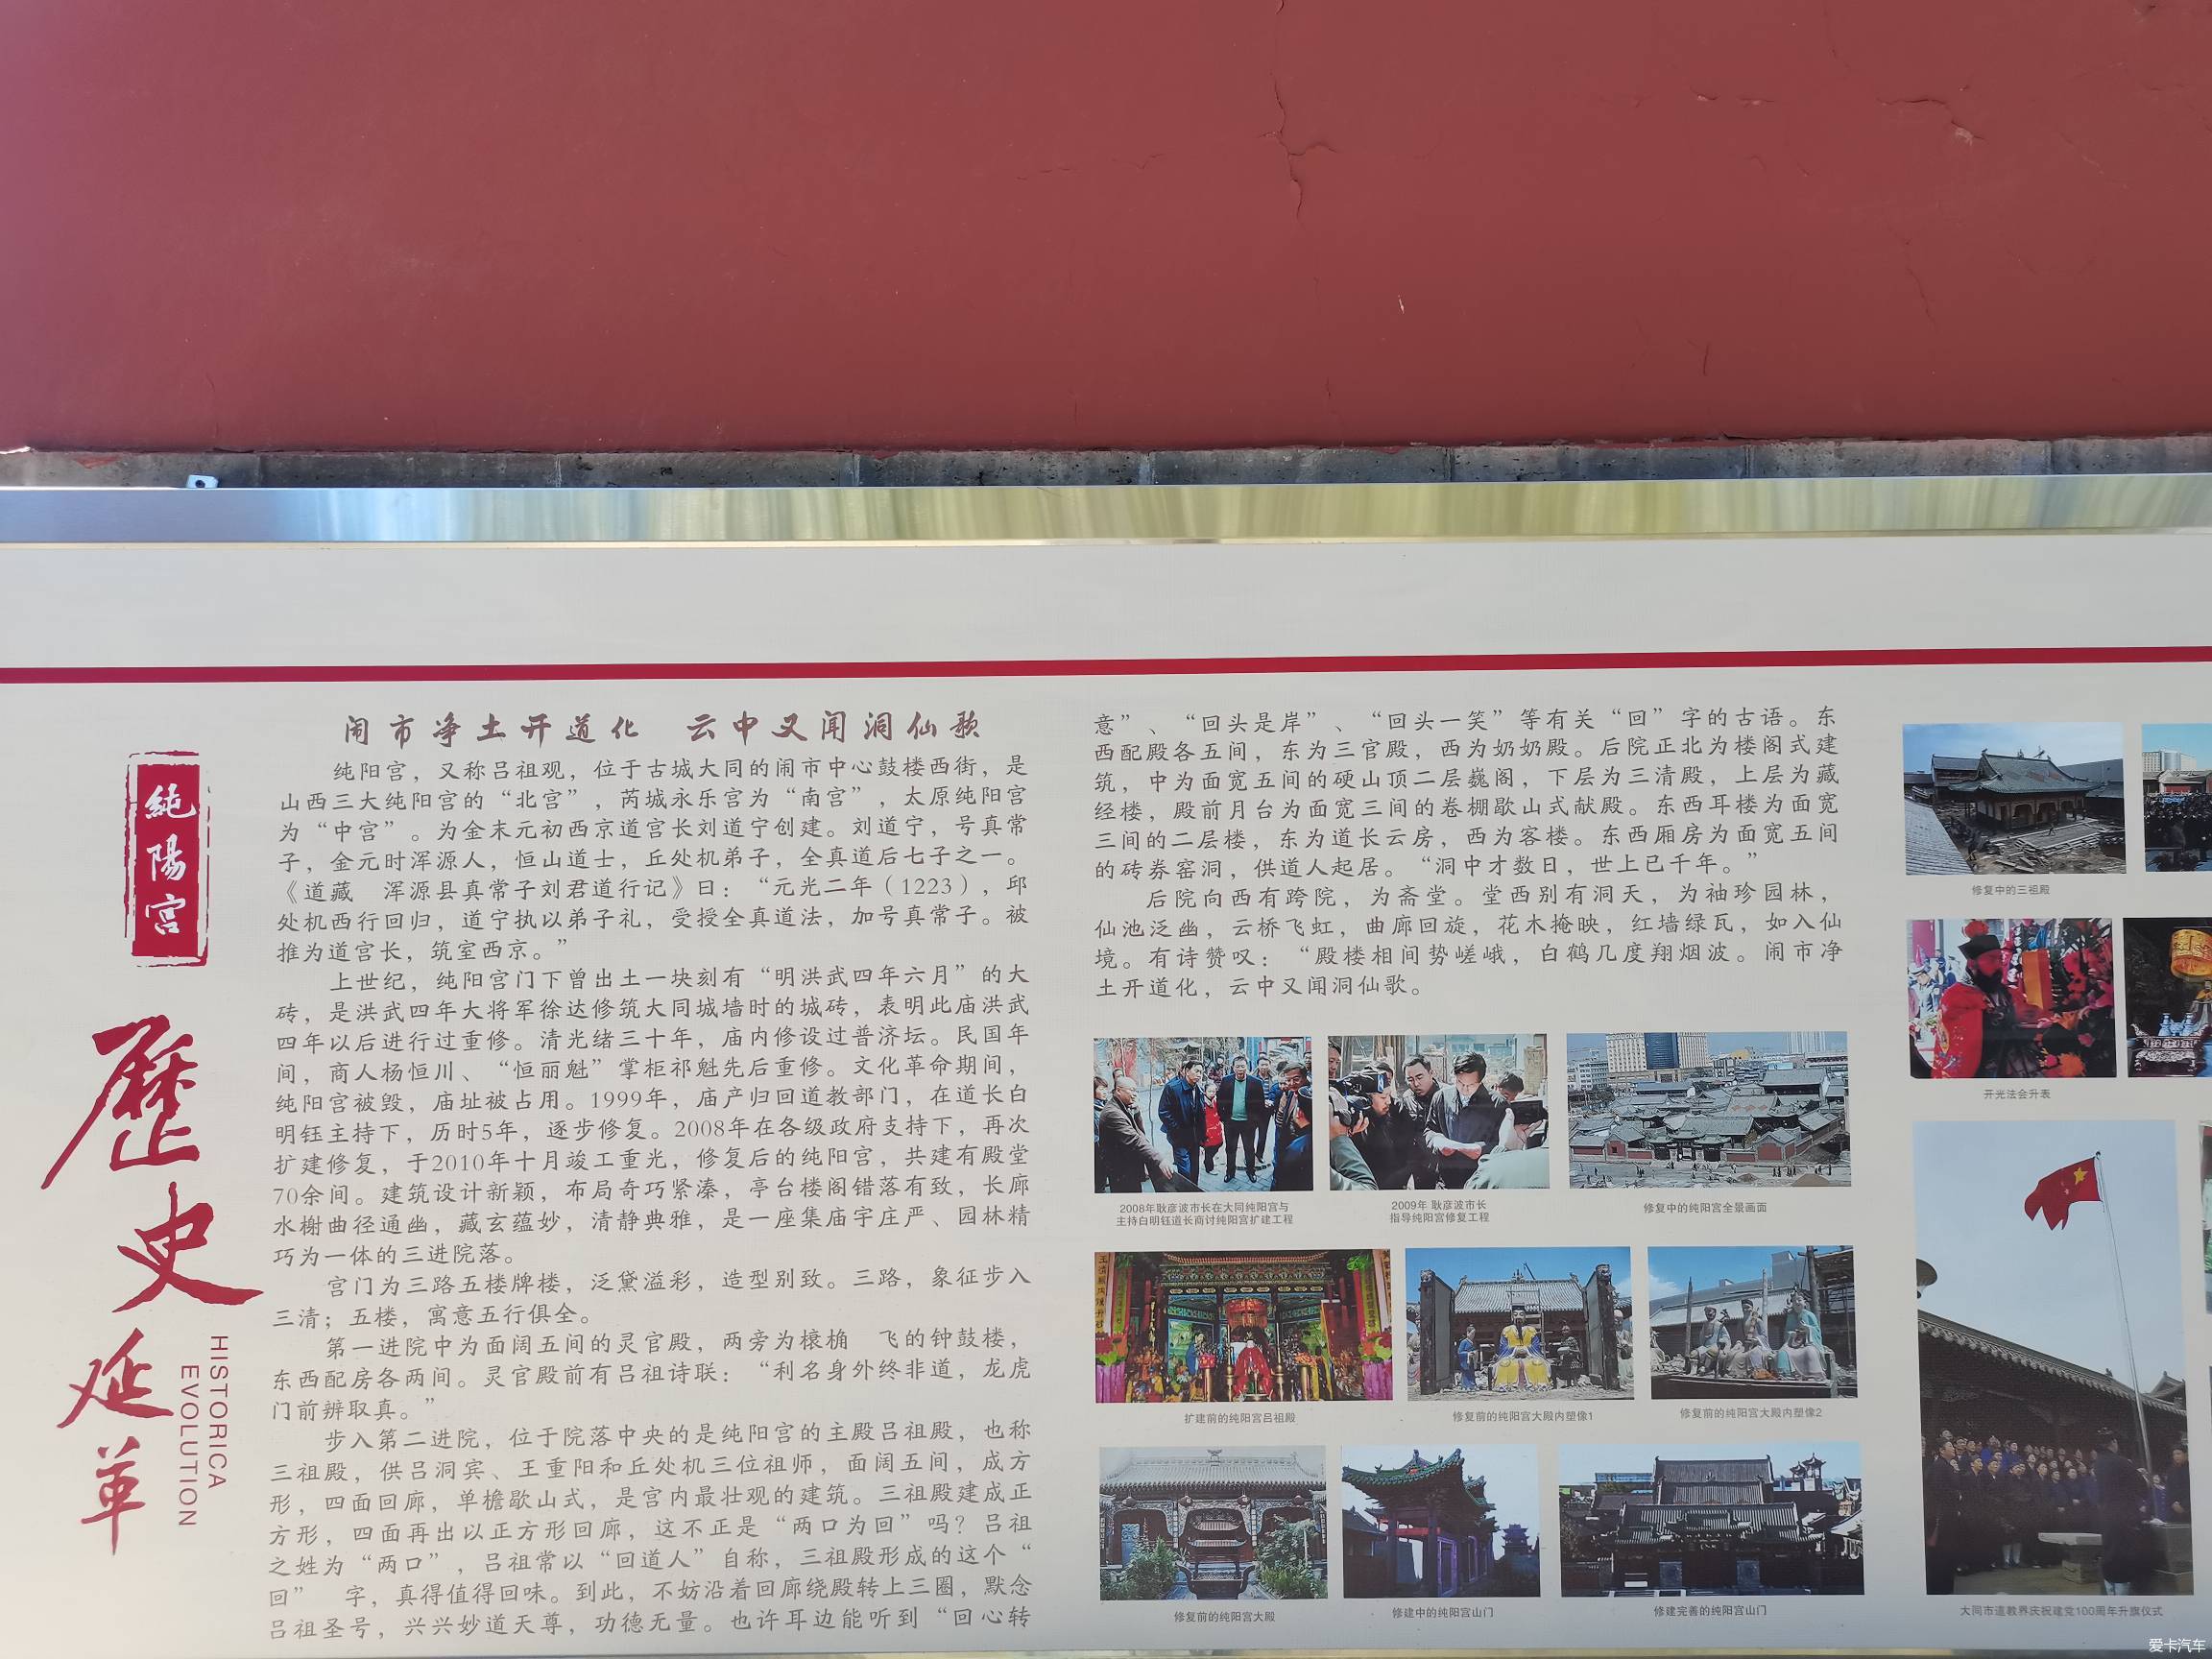 純陽宫
歷史延革
HISTORICA
EVOLUTION
闹市净土开道化 云中又闻洞仙歌
纯阳宫，又称吕祖观，位于古城大同的闹市中心鼓楼西街，是
山西三大纯阳宫的“北宫”，芮城永乐宫为“南宫”，太原纯阳宫
为“中宫”。为金末元初西京道宫长刘道宁创建。刘道宁，号真常
子，金元时浑源人，恒山道士，丘处机弟子，全真道后七子之一。
《道藏　浑源县真常子刘君道行记》曰：“元光二年（1223），邱
处机西行回归，道宁执以弟子礼，受授全真道法，加号真常子。被
推为道宫长，筑室西京。”
上世纪，纯阳宫门下曾出土一块刻有“明洪武四年六月”的大
砖，是洪武四年大将军徐达修筑大同城墙时的城砖，表明此庙洪武
四年以后进行过重修。清光绪三十年，庙内修设过普济坛。民国年
间，商人杨恒川、“恒丽魁”掌柜祁魁先后重修。文化革命期间，
纯阳宫被毁，庙址被占用。1999年，庙产归回道教部门，在道长白
明钰主持下，历时5年，逐步修复。2008年在各级政府支持下，再次
扩建修复，于2010年十月竣工重光，修复后的纯阳宫，共建有殿堂
70余间。建筑设计新颖，布局奇巧紧溱，亭台楼阁错落有致，长廊
水榭曲径通幽，藏玄蕴妙，清静典雅，是一座集庙宇庄严、园林精
巧为一体的三进院落。
宫门为三路五楼牌楼，泛黛溢彩，造型别致。三路，象征步入
三清；五楼，寓意五行俱全。
第一进院中为面阔五间的灵官殿，两旁为榱桷　飞的钟鼓楼，
东西配房各两间。灵官殿前有吕祖诗联：“利名身外终非道，龙虎
门前辨取真。”
步入第二进院，位于院落中央的是纯阳宫的主殿吕祖殿，也称
三祖殿，供吕洞宾、王重阳和丘处机三位祖师，面阔五间，成方
形，四面回廊，单檐歇山式，是宫内最壮观的建筑。三祖殿建成正
方形，四面再出以正方形回廊，这不正是“两口为回”吗？吕祖
之姓为“两口”，吕祖常以“回道人”自称，三祖殿形成的这个“
回”　字，真得值得回味。到此，不妨沿着回廊绕殿转上三圈，默念
吕祖圣号，兴兴妙道天尊，功德无量。也许耳边能听到“回心转
意”、“回头是岸”、“回头一笑”等有关“回”字的古语。东
西配殿各五间，东为三官殿，西为奶奶殿。后院正北为楼阁式建
筑，中为面宽五间的硬山顶二层巍阁，下层为三清殿，上层为藏
经楼，殿前月台为面宽三间的卷棚歇山式献殿。东西耳楼为面宽
三间的二层楼，东为道长云房，西为客楼。东西厢房为面宽五间
的砖券窑洞，供道人起居。“洞中才数日，世上已千年。”
后院向西有跨院，为斋堂。堂西别有洞天，为袖珍园林，
仙池泛幽，云桥飞虹，曲廊回旋，花木掩映，红墙绿瓦，如入仙
境。有诗赞叹：“殿楼相间势嵯峨，白鹤几度翔烟波。闹市净
土开道化，云中又闻洞仙歌。
2008年耿彦波市长在大同纯阳宫与
主持白明钰道长商讨纯阳宫扩建工程
2009年 耿彦波市长
指导纯阳宫修复工程
修复中的纯阳宫全景画面
扩建前的纯阳宫吕祖殿
修复前的纯阳宫大殿内塑像1
修复前的纯阳宫大殿内塑像2
修复前的纯阳宫大殿
修建中的纯阳宫山门
修建完善的纯阳宫山门
修复中的三祖殿
开光法会升表
大同市道教界庆祝建党100周年升旗仪式
爱卡汽车